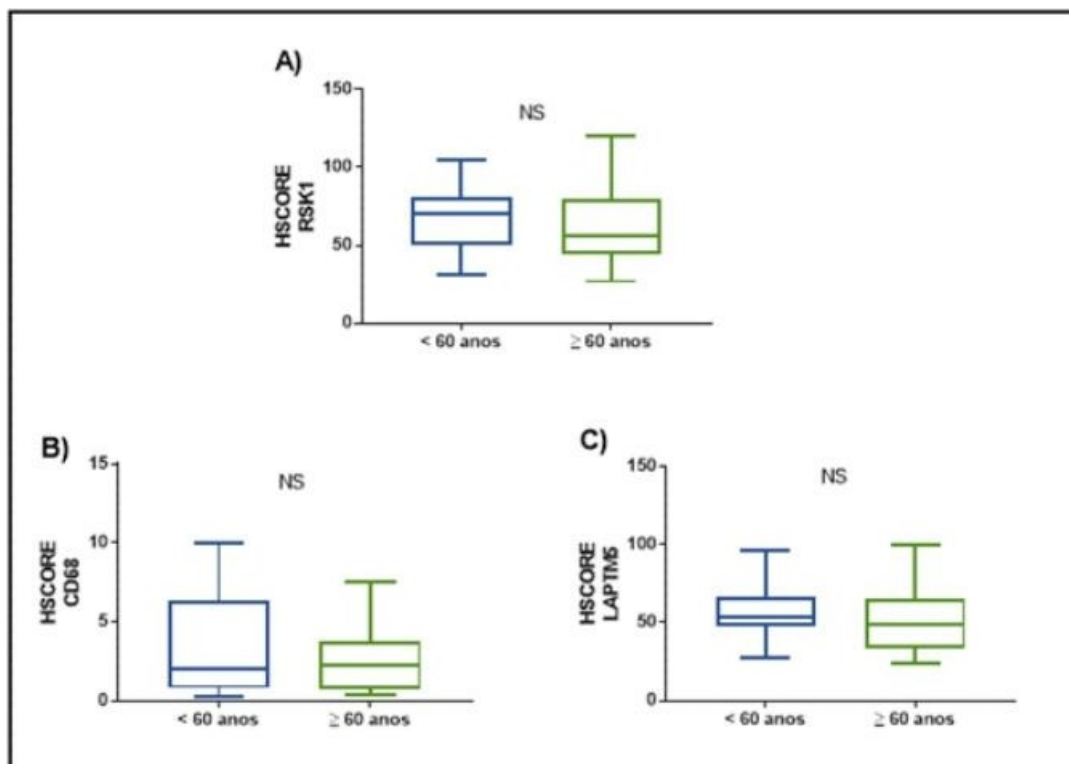 A)
150
100
50
0
HSCORE
RSK1
NS
< 60 anos
≥ 60 anos
B)
15
10
5
0
HSCORE
CD68
NS
< 60 anos
≥ 60 anos
C)
150
100
50
0
HSCORE
LAPTM5
NS
< 60 anos
≥ 60 anos